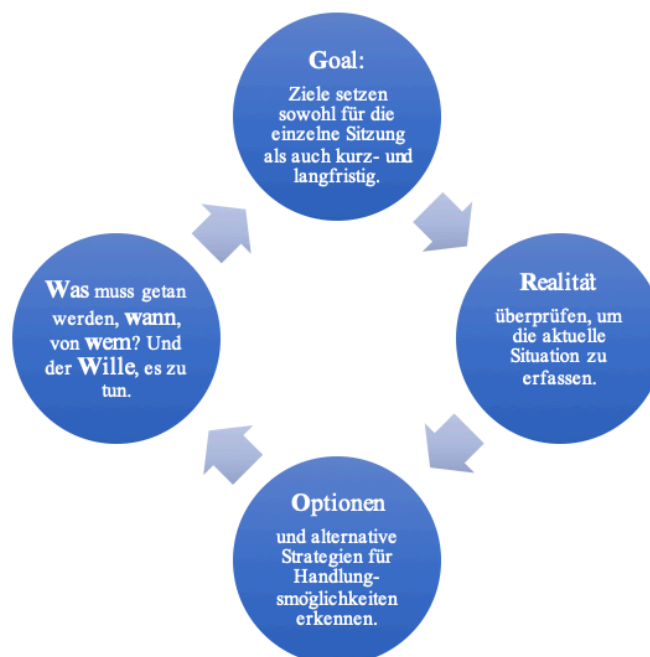 Goal:
Ziele setzen
sowohl für die
einzelne Sitzung
als auch kurz- und
langfristig.
Realität
überprüfen, um
die aktuelle
Situation zu
erfassen.
Optionen
und alternative
Strategien für
Handlung-
smöglichkeiten
erkennen.
Was muss getan
werden, wann,
von wem? Und
der Wille, es zu
tun.